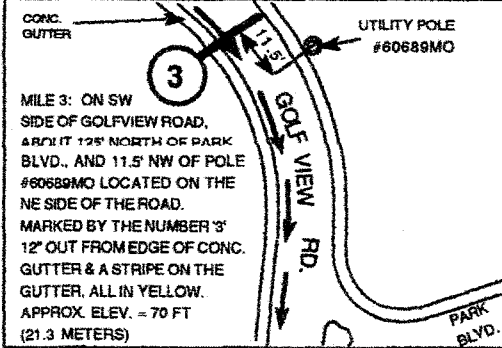 CONC.
GUTTER
UTILITY POLE
#60689MO
11.5'
3
GOLF VIEW RD.
MILE 3: ON SW
SIDE OF GOLFVIEW ROAD,
ABOUT 125' NORTH OF PARK
BLVD., AND 11.5' NW OF POLE
#60689MO LOCATED ON THE
NE SIDE OF THE ROAD.
MARKED BY THE NUMBER '3'
12" OUT FROM EDGE OF CONC.
GUTTER & A STRIPE ON THE
GUTTER, ALL IN YELLOW.
APPROX. ELEV. = 70 FT
(21.3 METERS)
PARK
BLVD.